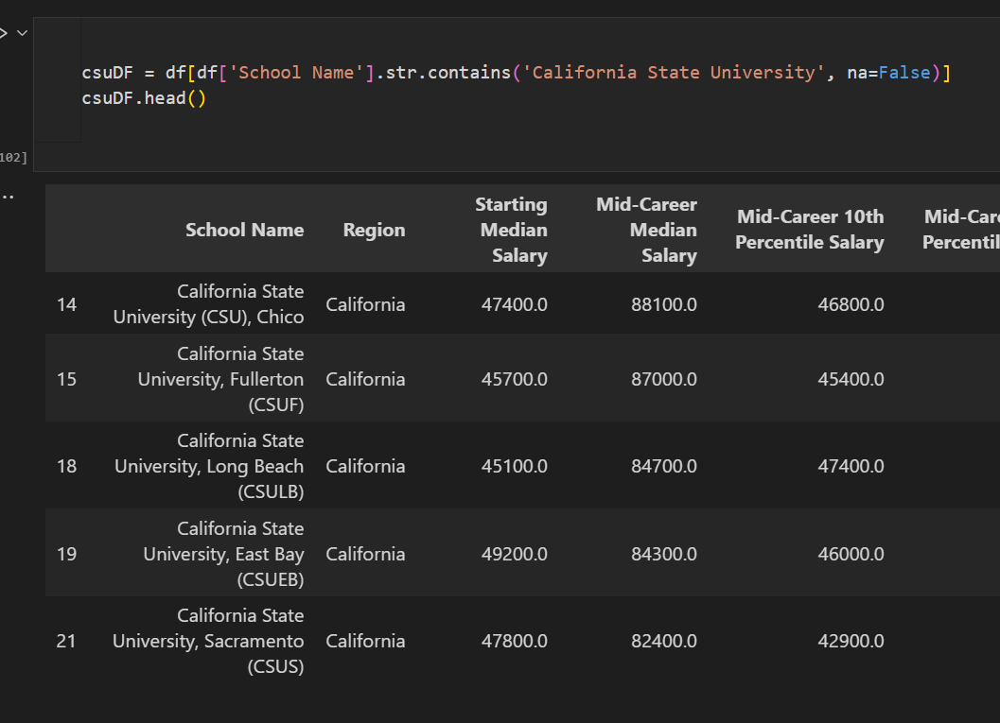 csuDF = df[df['School Name'].str.contains('California State University', na=False)]
csuDF.head()
102]
School Name Region Starting Median Salary Mid-Career Median Salary Mid-Career 10th Percentile Salary
14 California State University (CSU), Chico California 47400.0 88100.0 46800.0
15 California State University, Fullerton (CSUF) California 45700.0 87000.0 45400.0
18 California State University, Long Beach (CSULB) California 45100.0 84700.0 47400.0
19 California State University, East Bay (CSUEB) California 49200.0 84300.0 46000.0
21 California State University, Sacramento (CSUS) California 47800.0 82400.0 42900.0